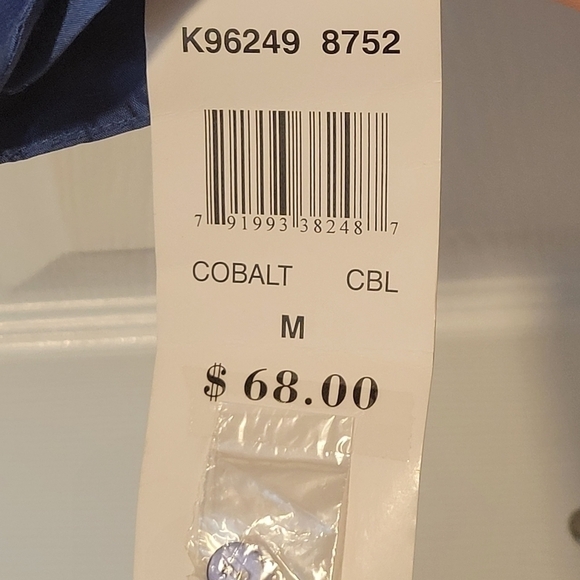 K96249 8752
7 91993 38248 7
COBALT CBL
M
$ 68.00